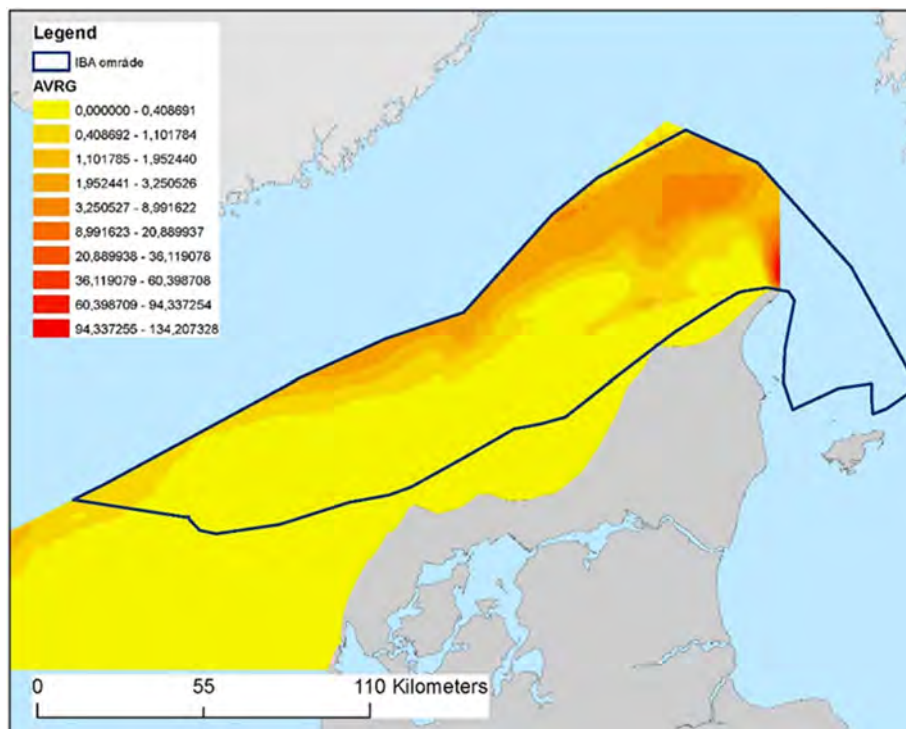 Legend
IBA område
AVRG
0,000000 - 0,408691
0,408692 - 1,101784
1,101785 - 1,952440
1,952441 - 3,250526
3,250527 - 8,991622
8,991623 - 20,889937
20,889938 - 36,119078
36,119079 - 60,398708
60,398709 - 94,337254
94,337255 - 134,207328
0 55 110 Kilometers